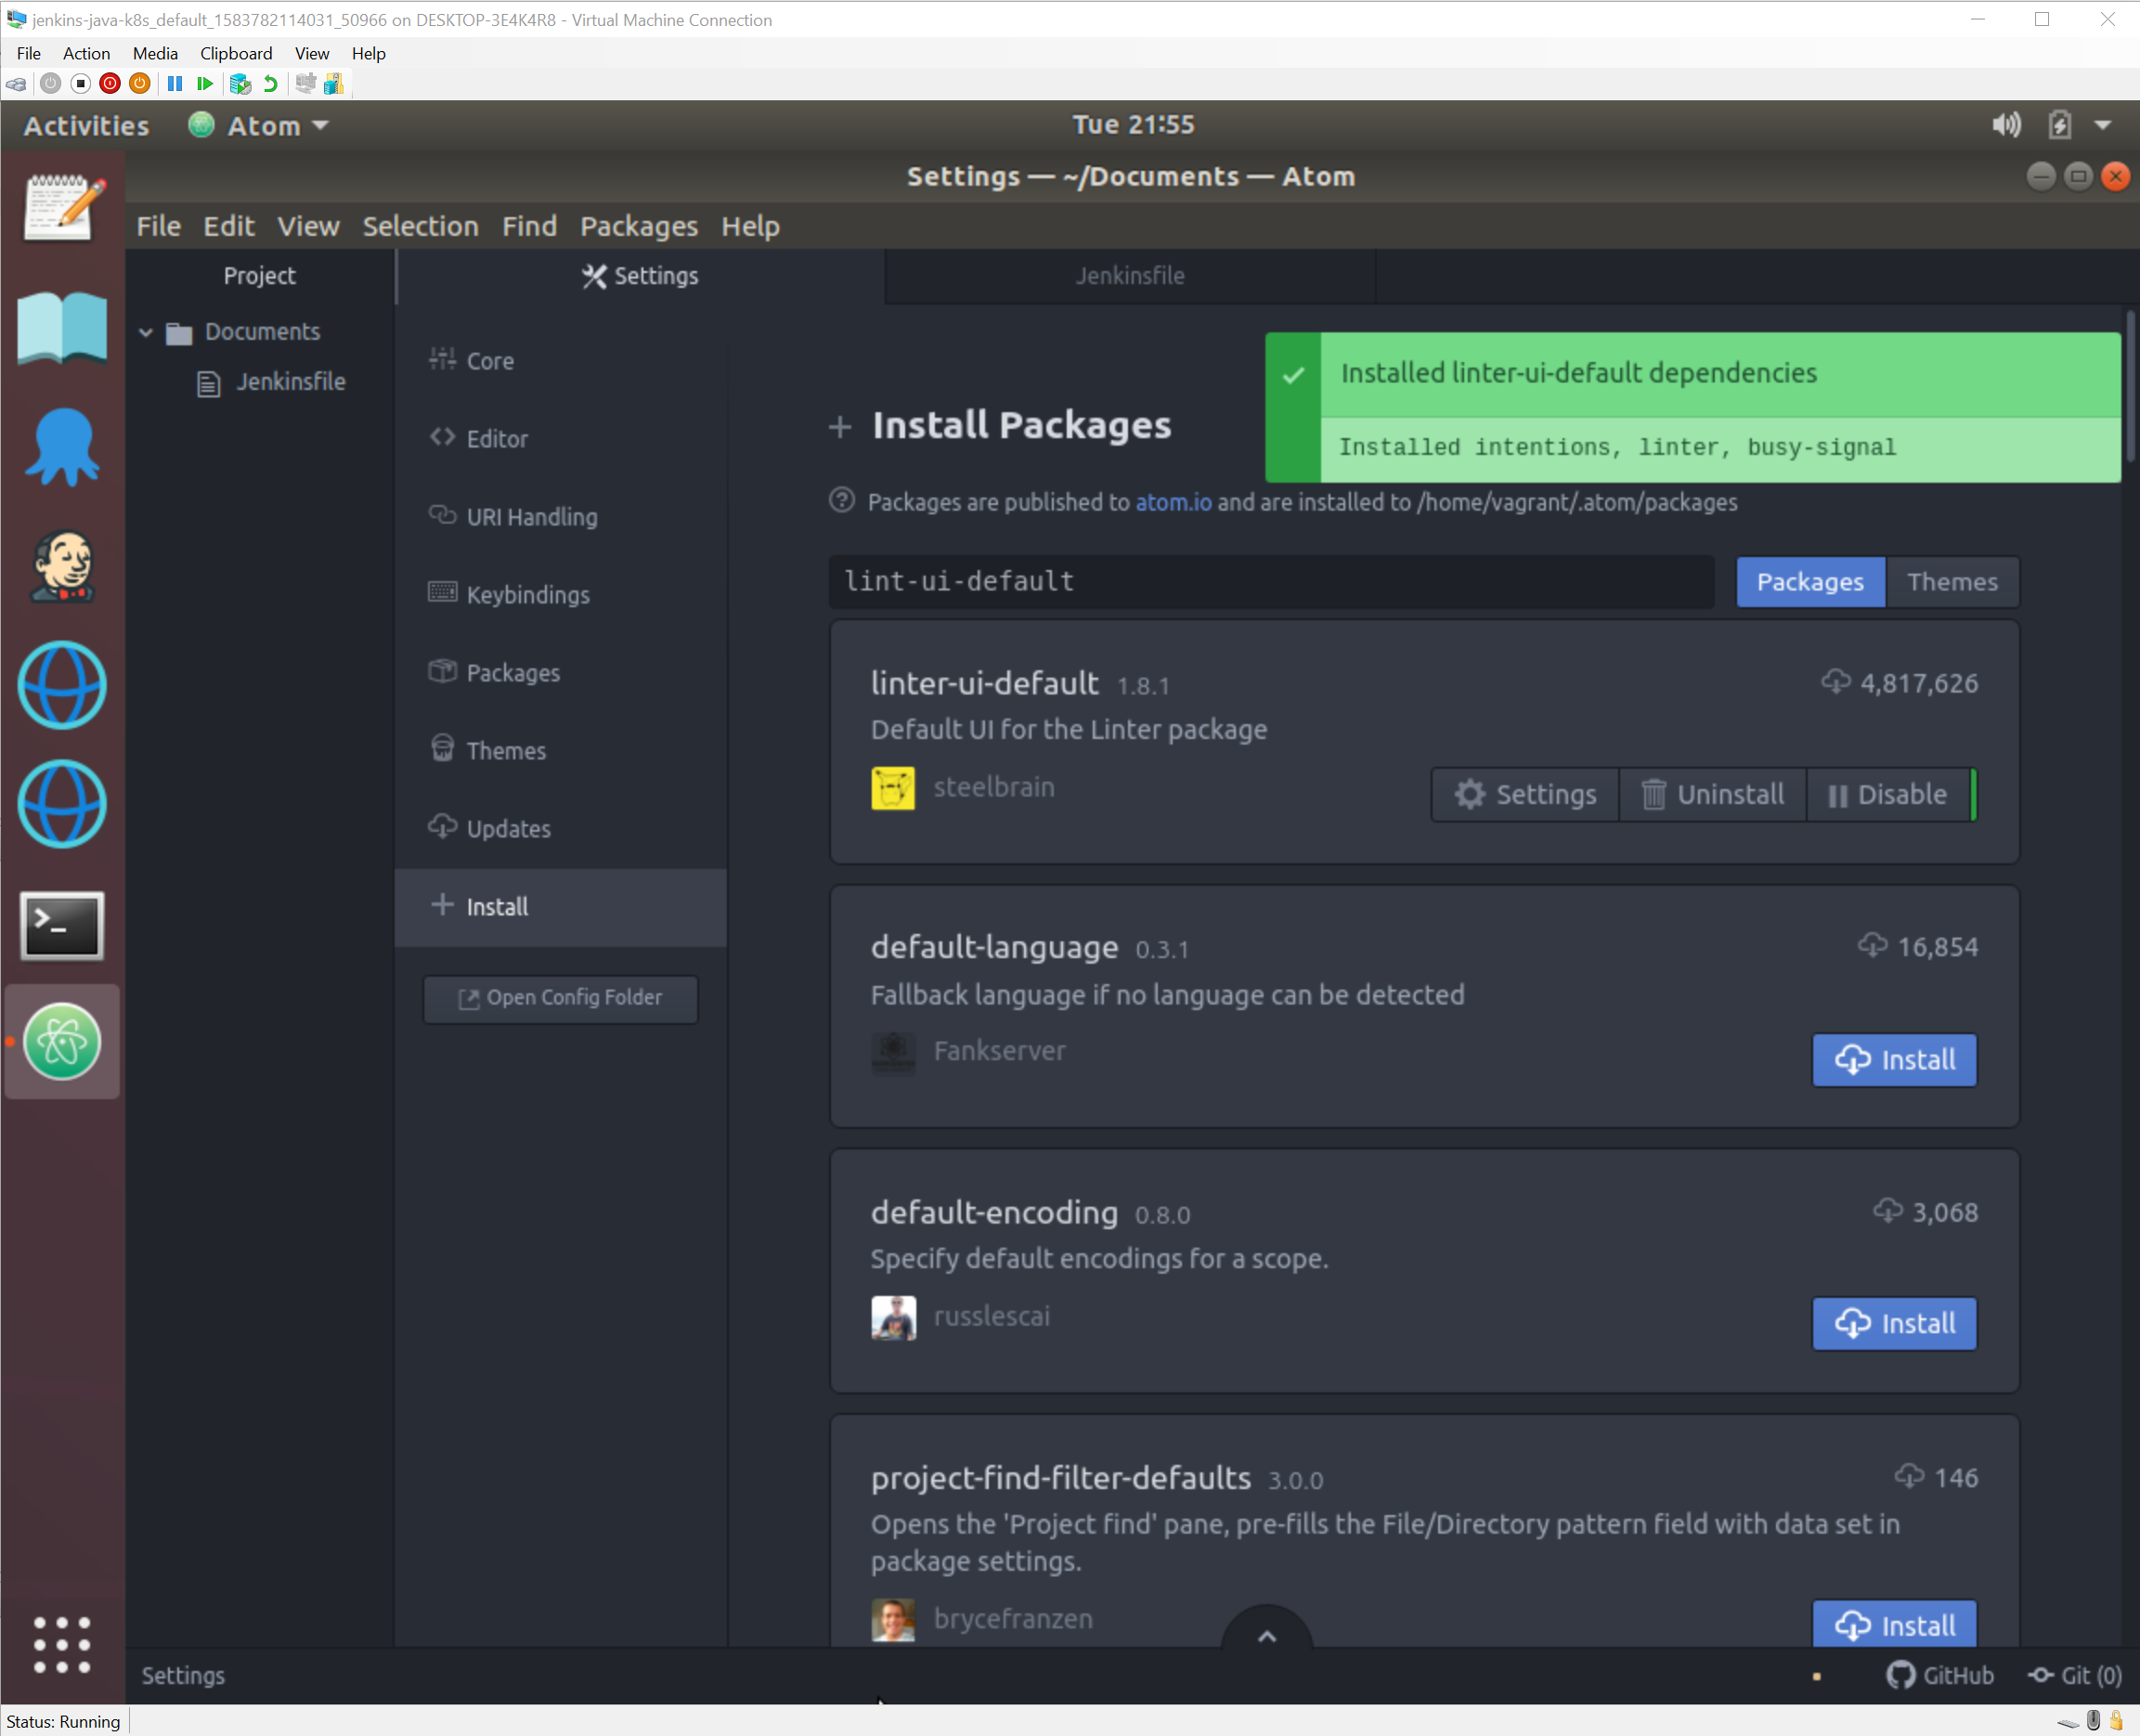 jenkins-java-k8s_default_1583782114031_50966 on DESKTOP-3E4K4R8 - Virtual Machine Connection
File Action Media Clipboard View Help
Activities Atom Tue 21:55
Settings — ~/Documents — Atom
File Edit View Selection Find Packages Help
Project
Settings
Jenkinsfile
Documents
Jenkinsfile
Core
Editor
URI Handling
Keybindings
Packages
Themes
Updates
Install
Open Config Folder
Installed linter-ui-default dependencies
Installed intentions, linter, busy-signal
Install Packages
Packages are published to atom.io and are installed to /home/vagrant/.atom/packages
lint-ui-default
Packages Themes
linter-ui-default 1.8.1 4,817,626
Default UI for the Linter package
steelbrain
Settings Uninstall Disable
default-language 0.3.1 16,854
Fallback language if no language can be detected
Fankserver
Install
default-encoding 0.8.0 3,068
Specify default encodings for a scope.
russlescai
Install
project-find-filter-defaults 3.0.0 146
Opens the 'Project find' pane, pre-fills the File/Directory pattern field with data set in
package settings.
brycefranzen
Install
Settings GitHub Git (0)
Status: Running